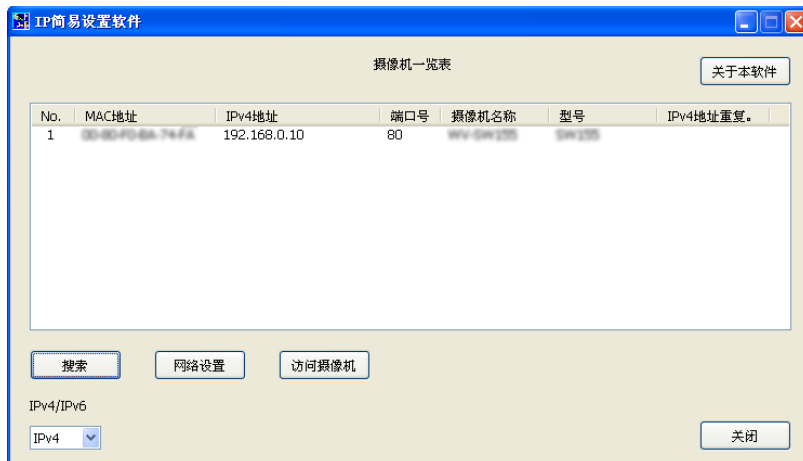 IP简易设置软件
摄像机一览表
关于本软件
No. MAC地址 IPv4地址 端口号 摄像机名称 型号 IPv4地址重复。
1 192.168.0.10 80
搜索 网络设置 访问摄像机
IPv4/IPv6
IPv4 关闭